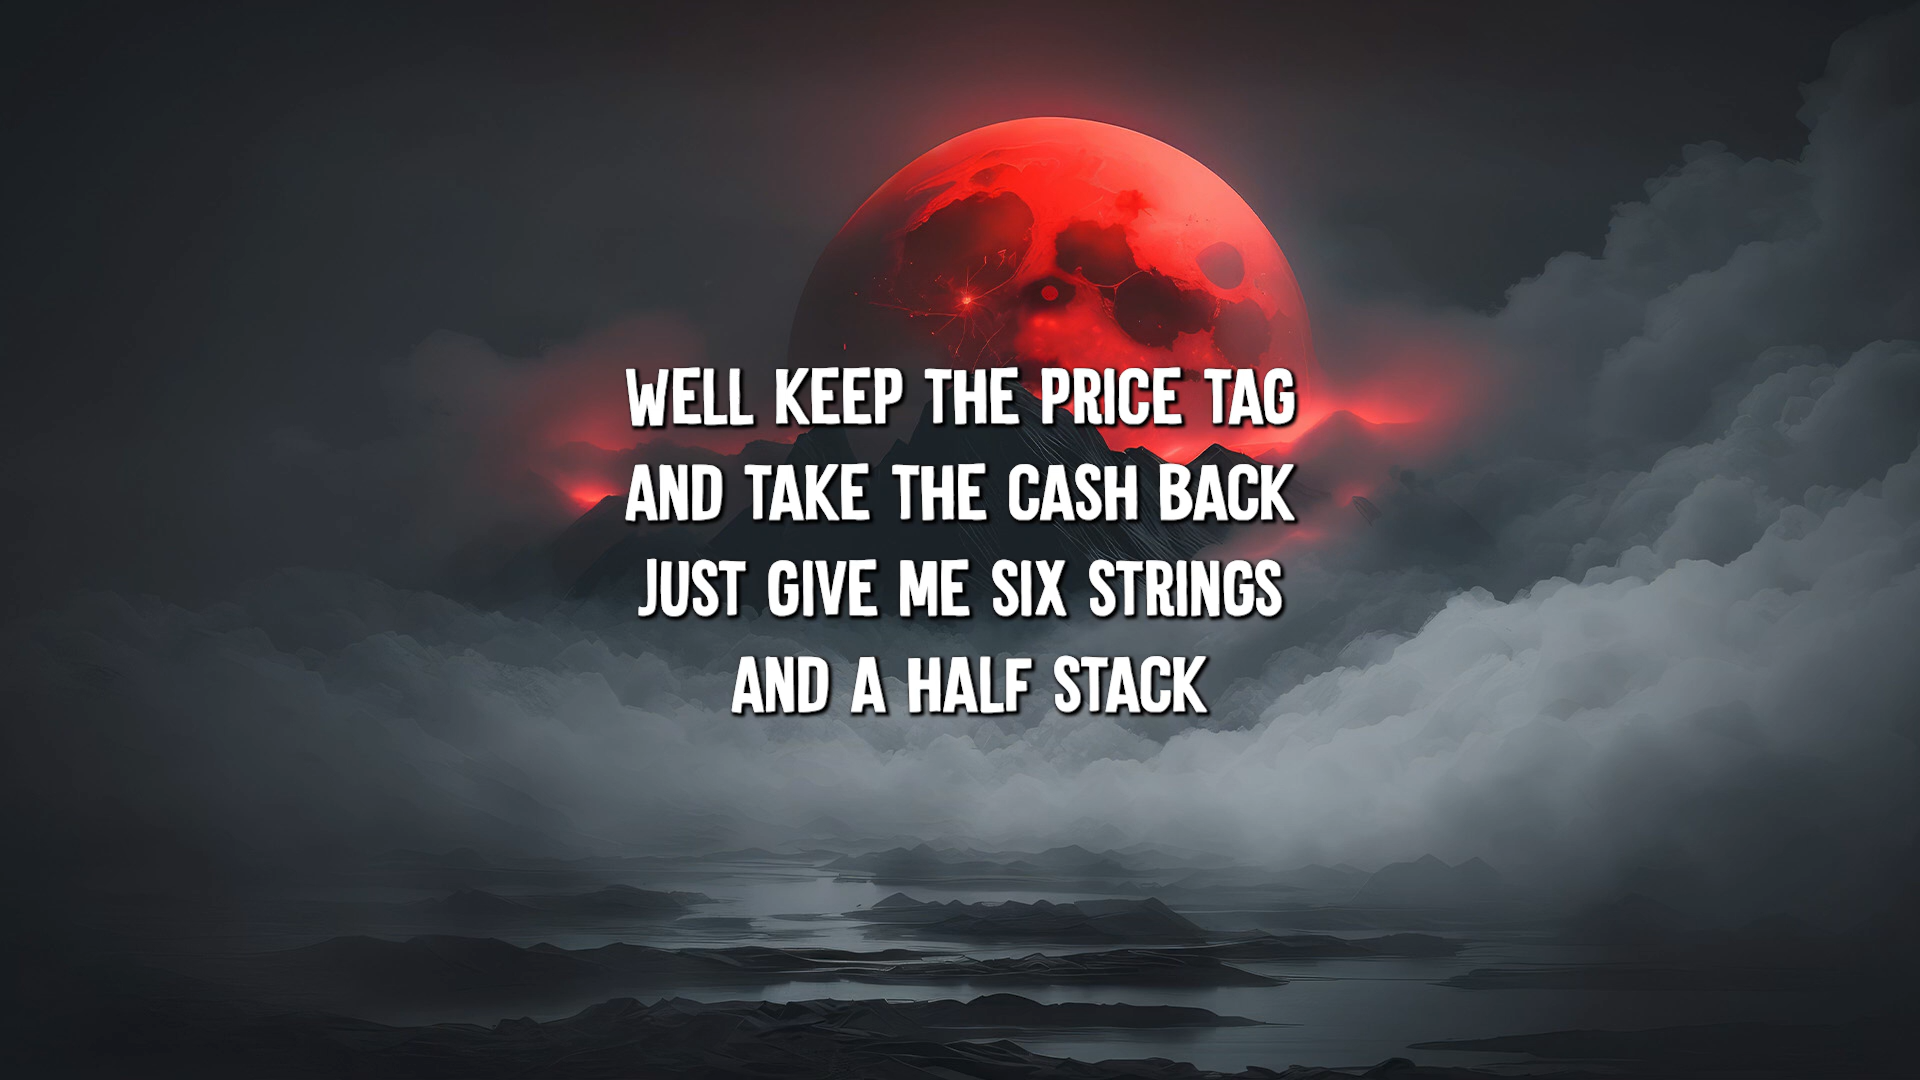 WELL KEEP THE PRICE TAG
AND TAKE THE CASH BACK
JUST GIVE ME SIX STRINGS
AND A HALF STACK